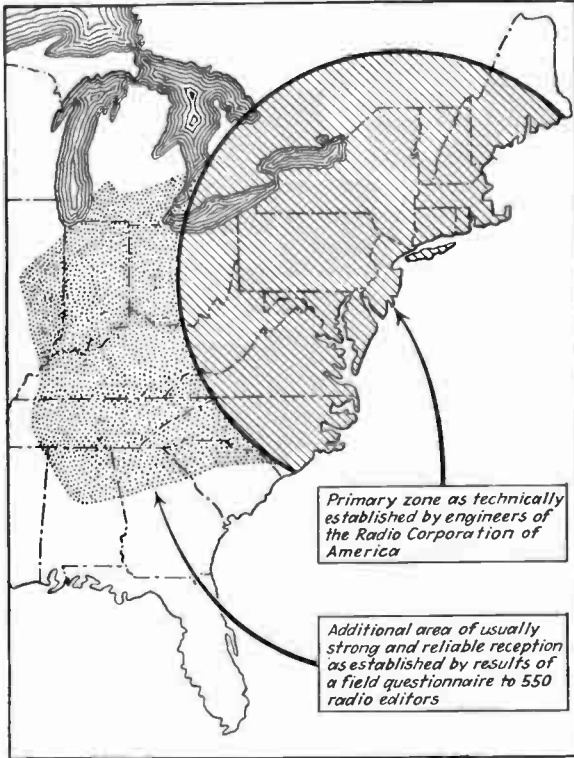 Primary zone as technically
established by engineers of
the Radio Corporation of
America
Additional area of usually
strong and reliable reception
as established by results of
a field questionnaire to 550
radio editors